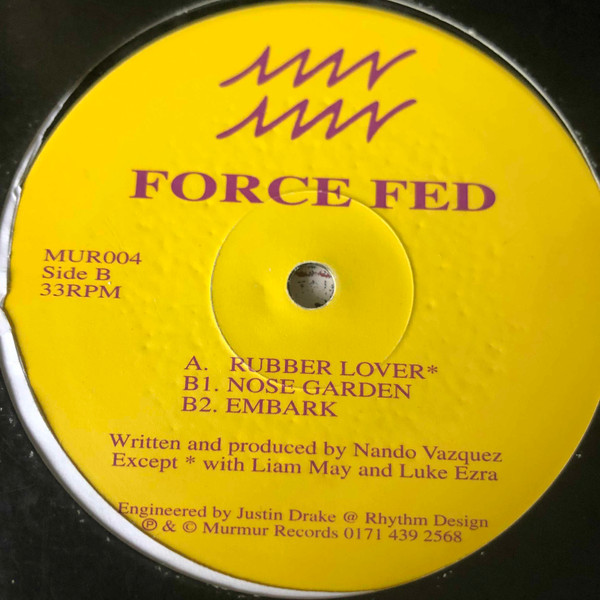 FORCE FED
MUR004
Side B
33RPM
A. RUBBER LOVER*
B1. NOSE GARDEN
B2. EMBARK
Written and produced by Nando Vazquez
Except * with Liam May and Luke Ezra
Engineered by Justin Drake @ Rhythm Design
℗ & © Murmur Records 0171 439 2568